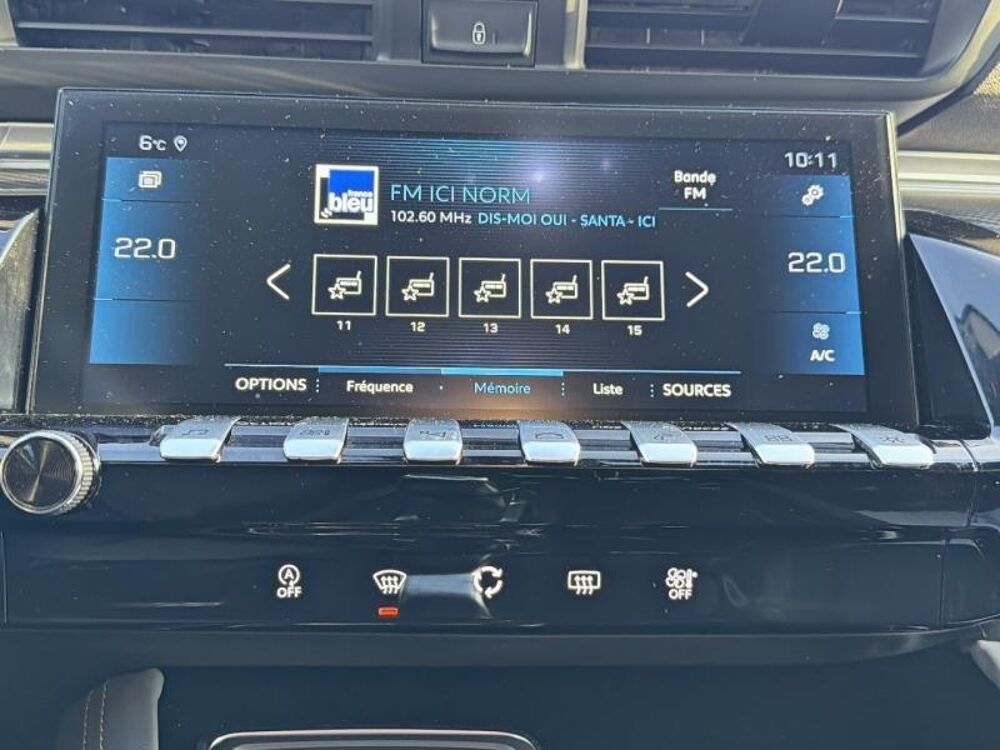 6°C
10:11
france
bleu
FM ICI NORM
102.60 MHz DIS-MOI OUI - SANTA - ICI
Bande
FM
22.0
22.0
11 12 13 14 15
A/C
OPTIONS Fréquence Mémoire Liste SOURCES
A
OFF
OFF